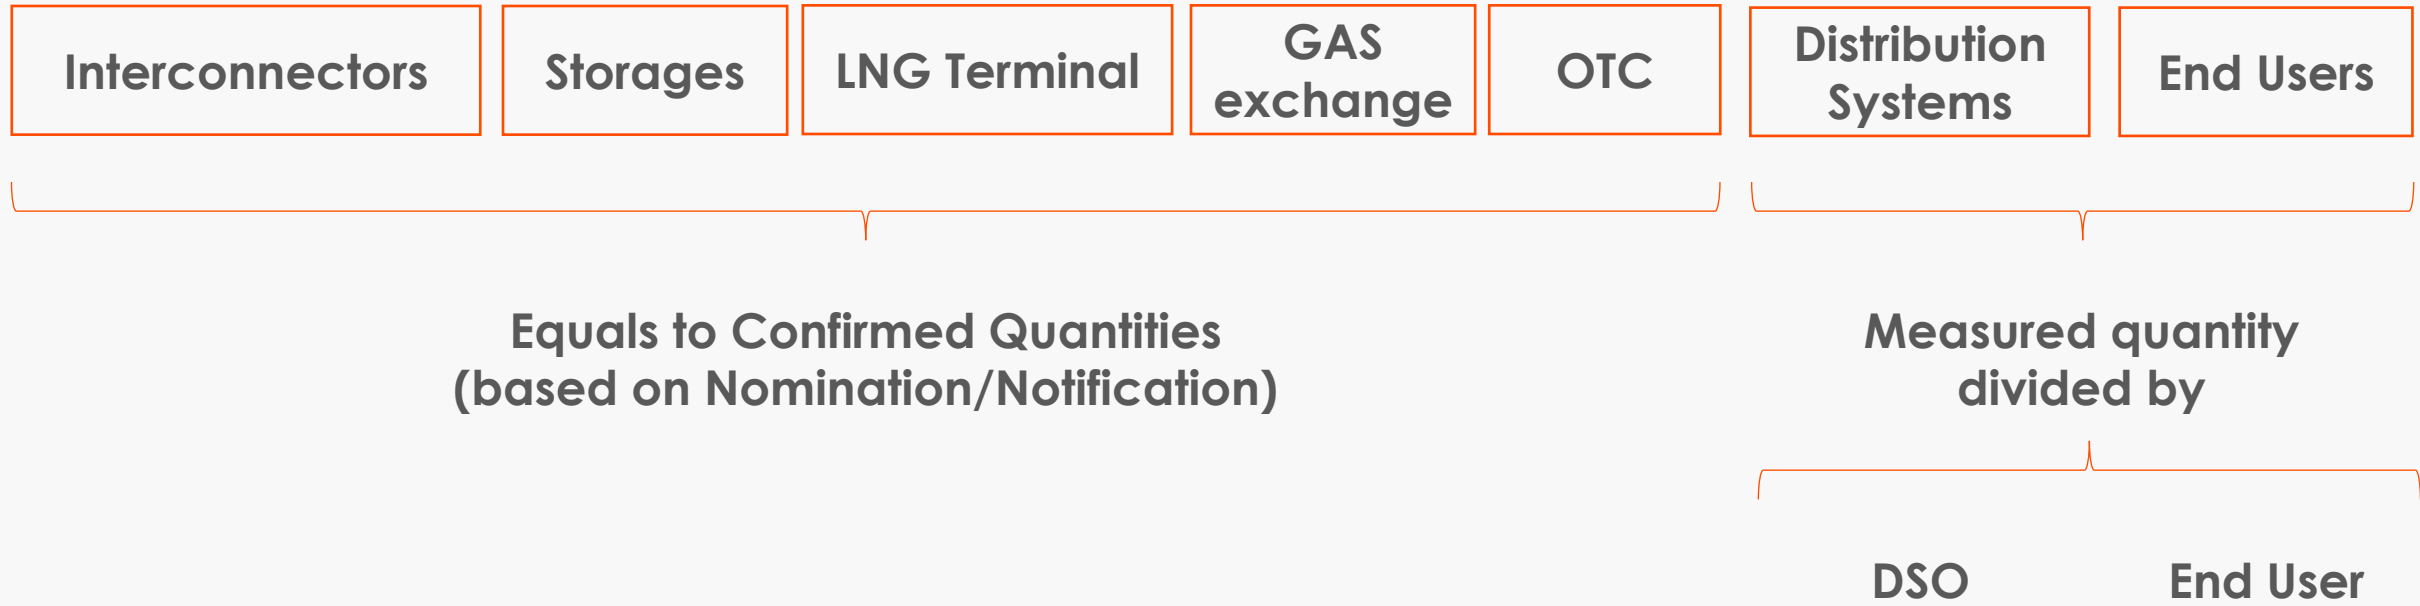 Interconnectors
Storages
LNG Terminal
GAS
exchange
OTC
Distribution
Systems
End Users
Equals to Confirmed Quantities
(based on Nomination/Notification)
Measured quantity
divided by
DSO
End User